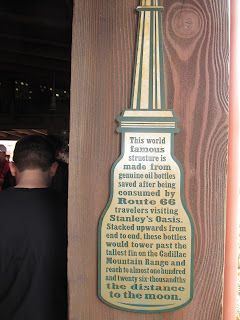 This world
famous
structure is
made from
genuine oil bottles
saved after being
consumed by
Route 66
travelers visiting
Stanley's Oasis.
Stacked upwards from
end to end, these bottles
would tower past the
tallest fin on the Cadillac
Mountain Range and
reach to almost one hundred
and twenty six-thousandths
the distance
to the moon.